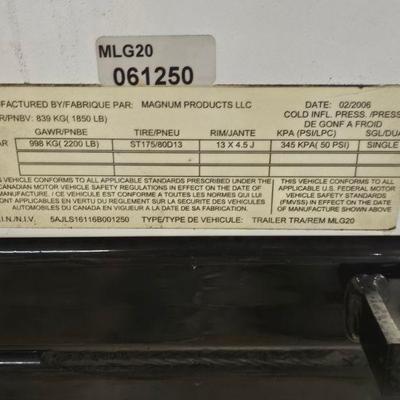 MLG20
061250
UFACTURED BY/FABRIQUE PAR: MAGNUM PRODUCTS LLC DATE: 02/2006
R/PNBV: 839 KG( 1850 LB) COLD INFL. PRESS. /PRESS.
DE GONF A FROID
GAWR/PNBE TIRE/PNEU RIM/JANTE KPA (PSI/LPC) SGL/DUA
AR 998 KG( 2200 LB) ST175/80D13 13 X 4.5 J 345 KPA( 50 PSI) SINGLE
THIS VEHICLE CONFORMS TO ALL APPLICABLE STANDARDS PRESCRIBED UNDER THE
CANADIAN MOTOR VEHICLE SAFETY REGULATIONS IN EFFECT ON THE DATE OF
MANUFACTURE / CE VEHICULE EST CONFORME A TOUTES LES NORMES QUI LUI SONT
APPLICABLES EN VERTU DU REGLEMENT SUR LA SECURITE DES VEHICULES
AUTOMOBILES DU CANADA EN VIGUEUR A LA DATE DE SA FABRICATION.
THIS VEHICLE CONFORMS TO ALL
APPLICABLE U.S. FEDERAL MOTOR
VEHICLE SAFETY STANDARDS
(FMVSS) IN EFFECT ON THE DATE
OF MANUFACTURE SHOWN ABOVE
I.N./N.I.V. 5AJLS16116B001250 TYPE/TYPE DE VEHICULE: TRAILER TRA/REM MLG20